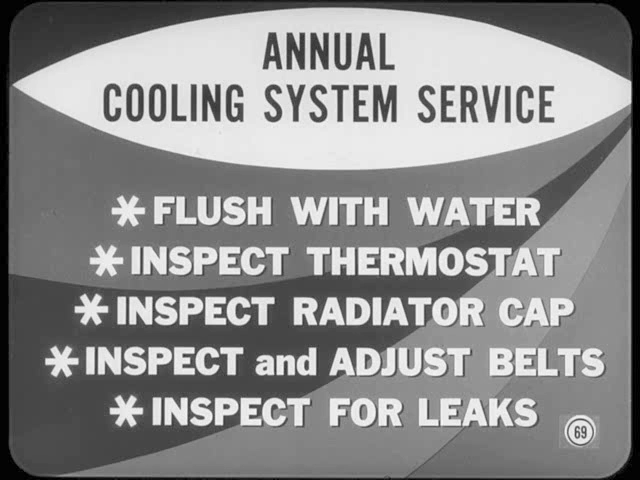 ANNUAL
COOLING SYSTEM SERVICE
* FLUSH WITH WATER
* INSPECT THERMOSTAT
* INSPECT RADIATOR CAP
* INSPECT and ADJUST BELTS
* INSPECT FOR LEAKS
69